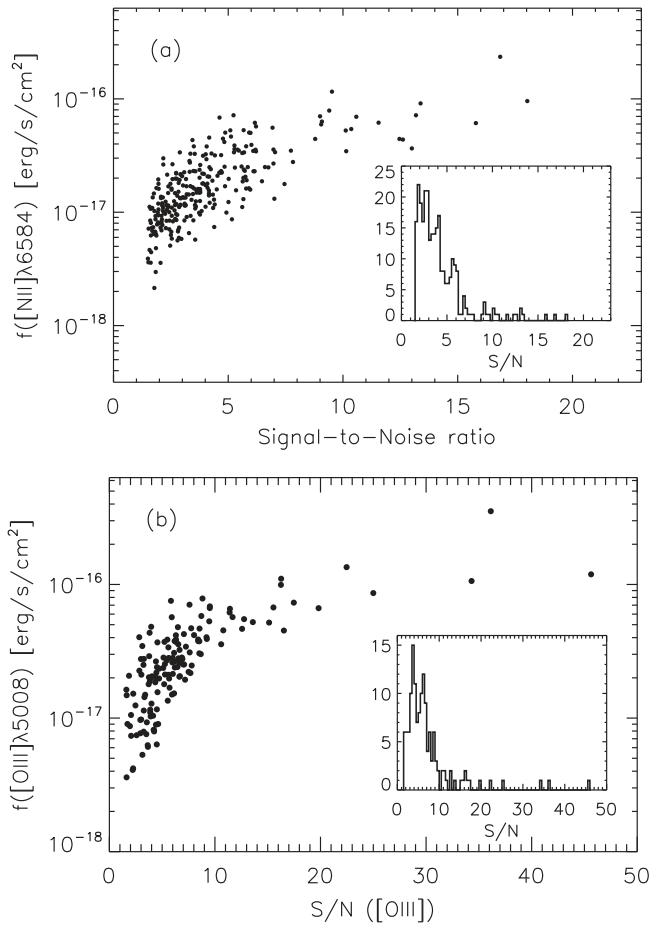 (a)
f([NII]λ6584) [erg/s/cm²]
10⁻¹⁶
10⁻¹⁷
10⁻¹⁸
25
20
15
10
5
0
0 5 10 15 20
S/N
0 5 10 15 20
Signal-to-Noise ratio
(b)
f([OIII]λ5008) [erg/s/cm²]
10⁻¹⁶
10⁻¹⁷
10⁻¹⁸
15
10
5
0
0 10 20 30 40 50
S/N
0 10 20 30 40 50
S/N ([OIII])